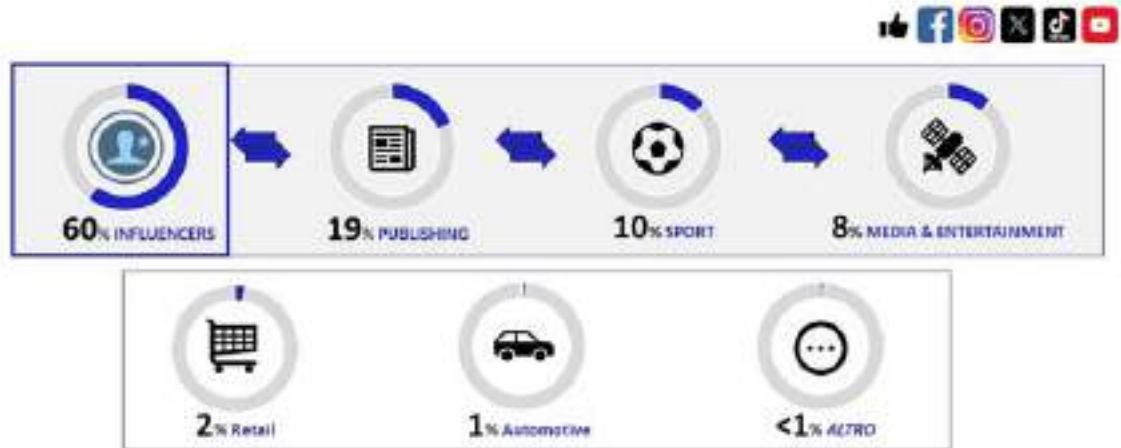 60% INFLUENCERS
19% PUBLISHING
10% SPORT
8% MEDIA & ENTERTAINMENT
2% Retail
1% Automotive
<1% ALTRO